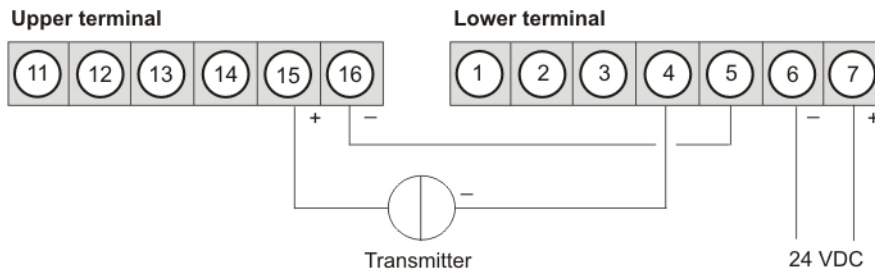 Upper terminal
Lower terminal
11 12 13 14 15 16
1 2 3 4 5 6 7
+ – – +
–
Transmitter
24 VDC